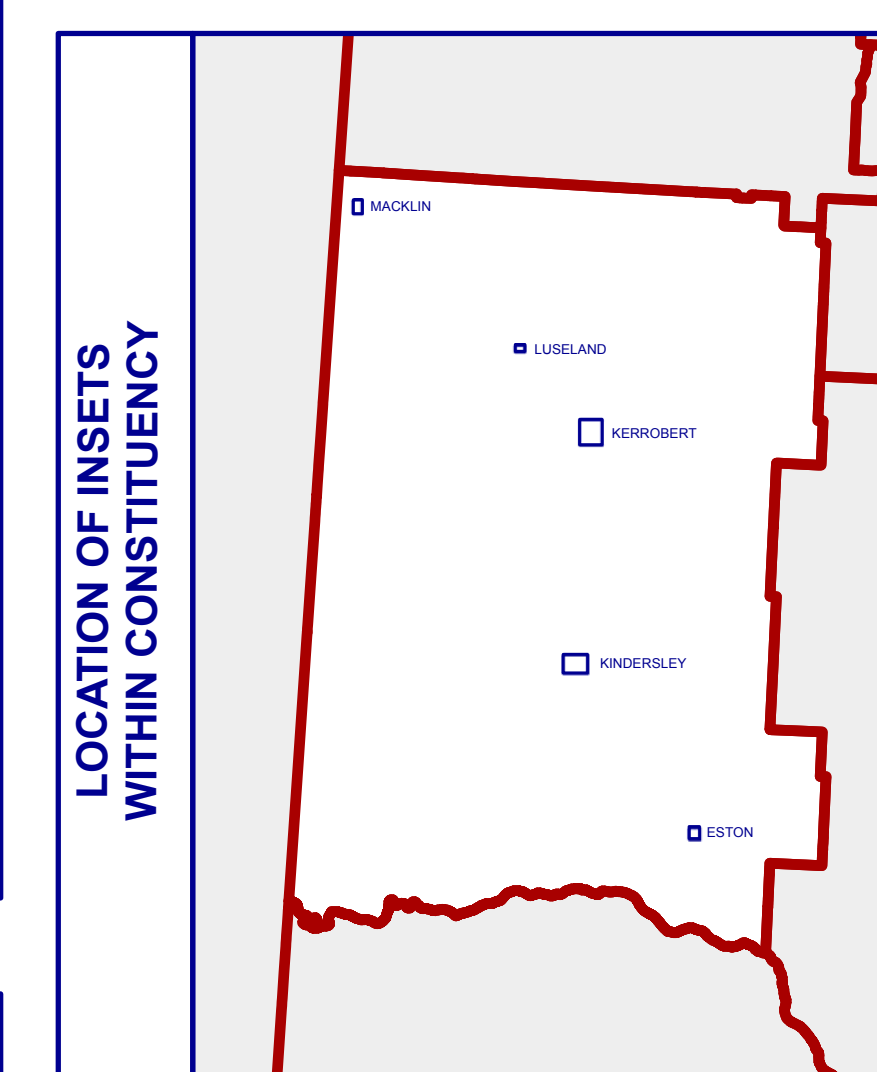 LOCATION OF INSETS
WITHIN CONSTITUENCY
MACKLIN
LUSELAND
KERROBERT
KINDERSLEY
ESTON